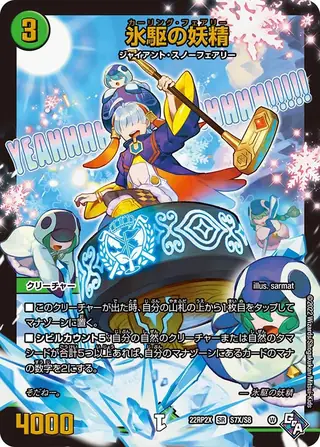 3
カーリング・フェアリー
氷駆の妖精
ジャイアント・スノーフェアリー
YEAHHH
HHHH!!!!!
クリーチャー
illus. sarmat
■このクリーチャーが出た時、自分の山札の上から1枚目をタップして
マナゾーンに置く。
■シビルカウント5:自分の自然のクリーチャーまたは自然のタマ
シードが合計5つ以上あれば、自分のマナゾーンにあるカードのマナ
の数字を2にする。
そだねー。
— 氷駆の妖精
4000
22RP2X SR S7X/S8